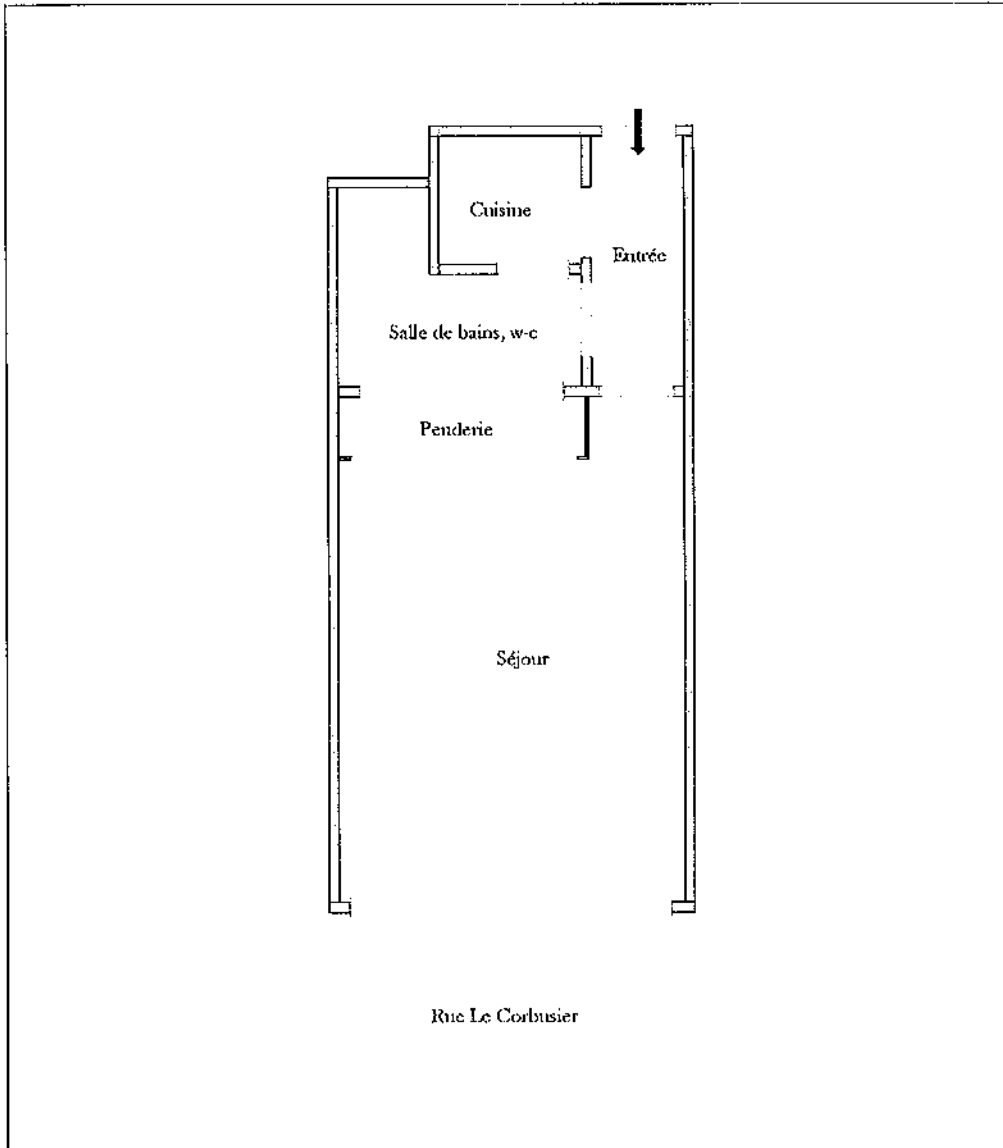 Cuisine
Entrée
Salle de bains, w-c
Penderie
Séjour
Rue Le Corbusier